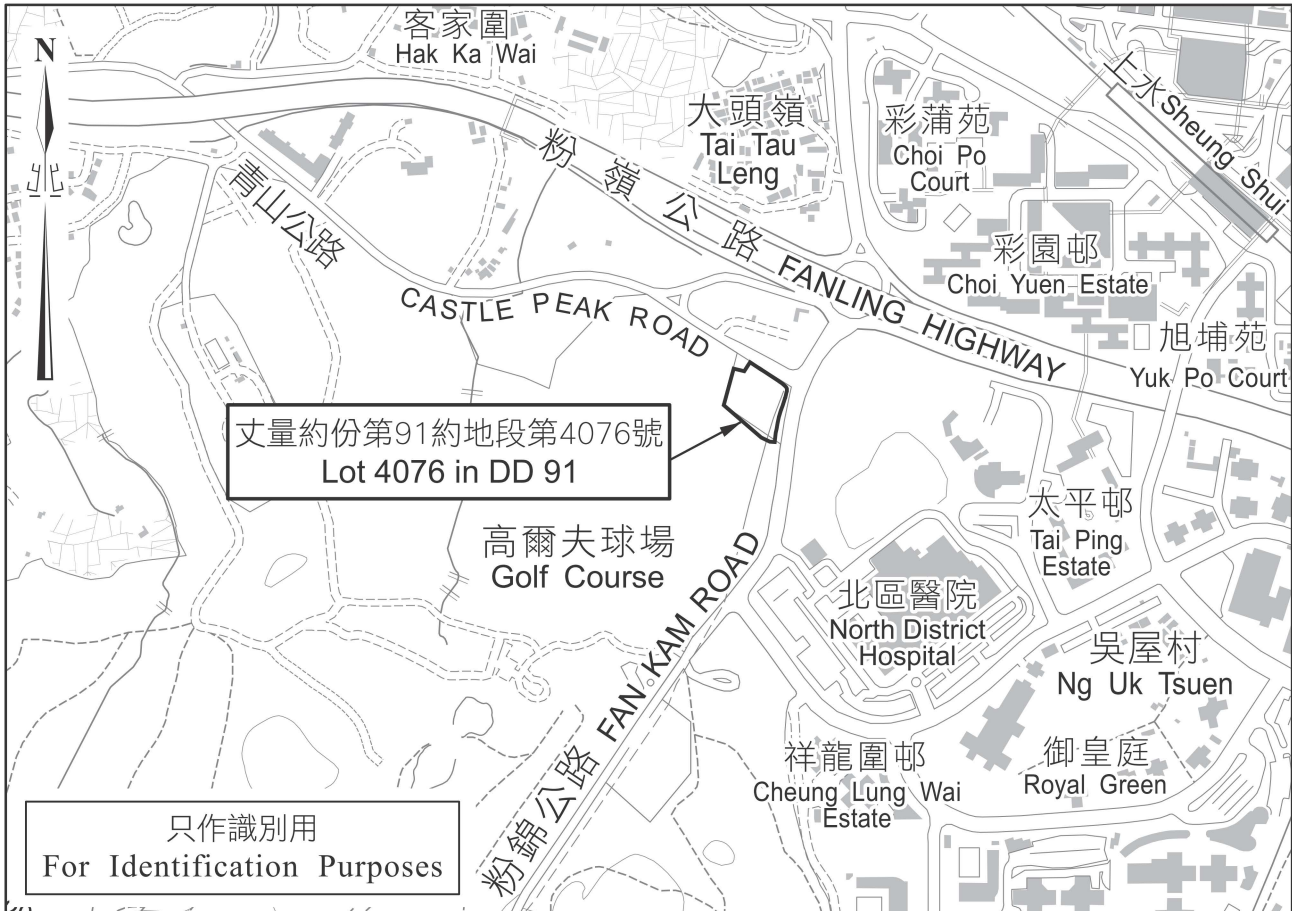 N
客家圍
Hak Ka Wai
上水Sheung Shui
大頭嶺
Tai Tau
Leng
彩蒲苑
Choi Po
Court
粉嶺公路 FANLING HIGHWAY
青山公路
CASTLE PEAK ROAD
彩園邨
Choi Yuen Estate
旭埔苑
Yuk Po Court
丈量約份第91約地段第4076號
Lot 4076 in DD 91
高爾夫球場
Golf Course
太平邨
Tai Ping
Estate
北區醫院
North District
Hospital
吳屋村
Ng Uk Tsuen
粉錦公路 FAN KAM ROAD
祥龍圍邨
Cheung Lung Wai
Estate
御皇庭
Royal Green
只作識別用
For Identification Purposes